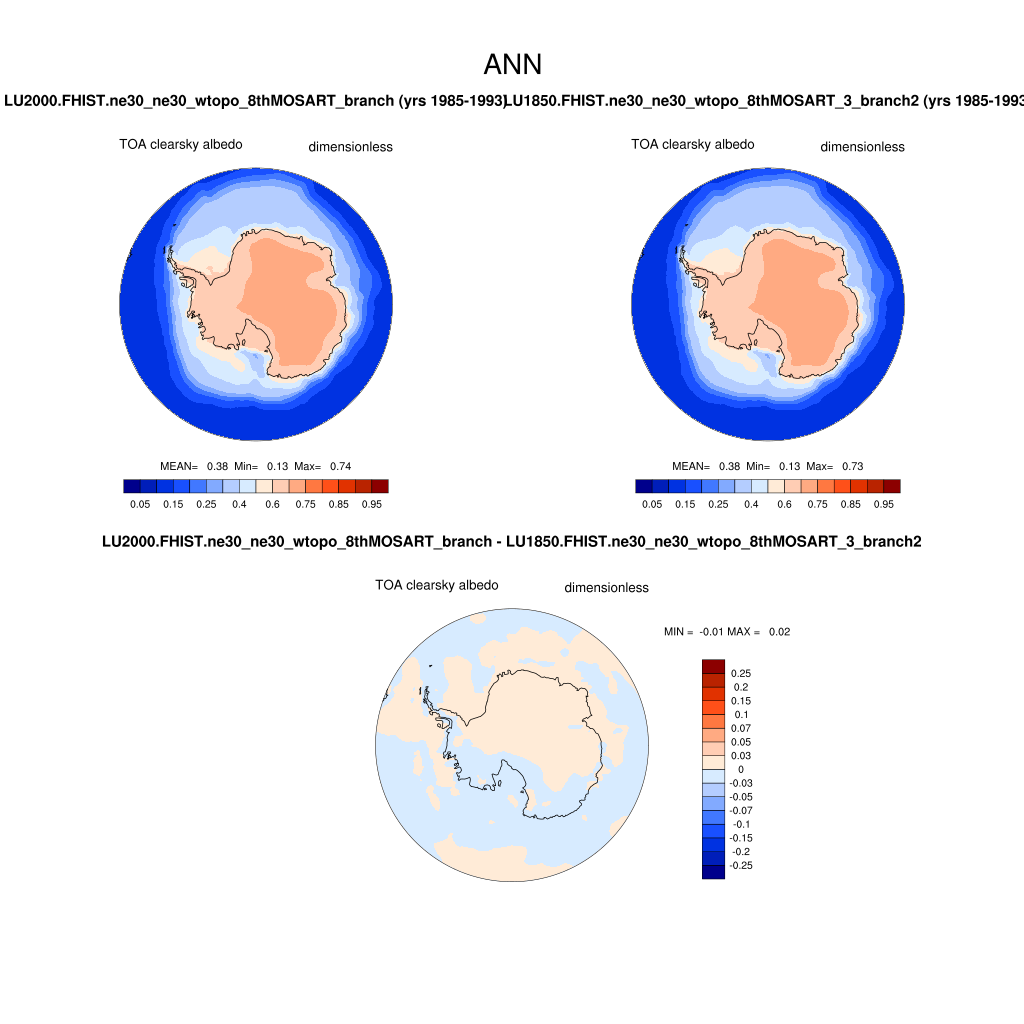 ANN
LU2000.FHIST.ne30_ne30_wtopo_8thMOSART_branch (yrs 1985-1993)
LU1850.FHIST.ne30_ne30_wtopo_8thMOSART_3_branch2 (yrs 1985-1993
TOA clearsky albedo dimensionless
TOA clearsky albedo dimensionless
MEAN= 0.38 Min= 0.13 Max= 0.74
MEAN= 0.38 Min= 0.13 Max= 0.73
0.05 0.15 0.25 0.4 0.6 0.75 0.85 0.95
0.05 0.15 0.25 0.4 0.6 0.75 0.85 0.95
LU2000.FHIST.ne30_ne30_wtopo_8thMOSART_branch - LU1850.FHIST.ne30_ne30_wtopo_8thMOSART_3_branch2
TOA clearsky albedo dimensionless
MIN = -0.01 MAX = 0.02
0.25
0.2
0.15
0.1
0.07
0.05
0.03
0
-0.03
-0.05
-0.07
-0.1
-0.15
-0.2
-0.25